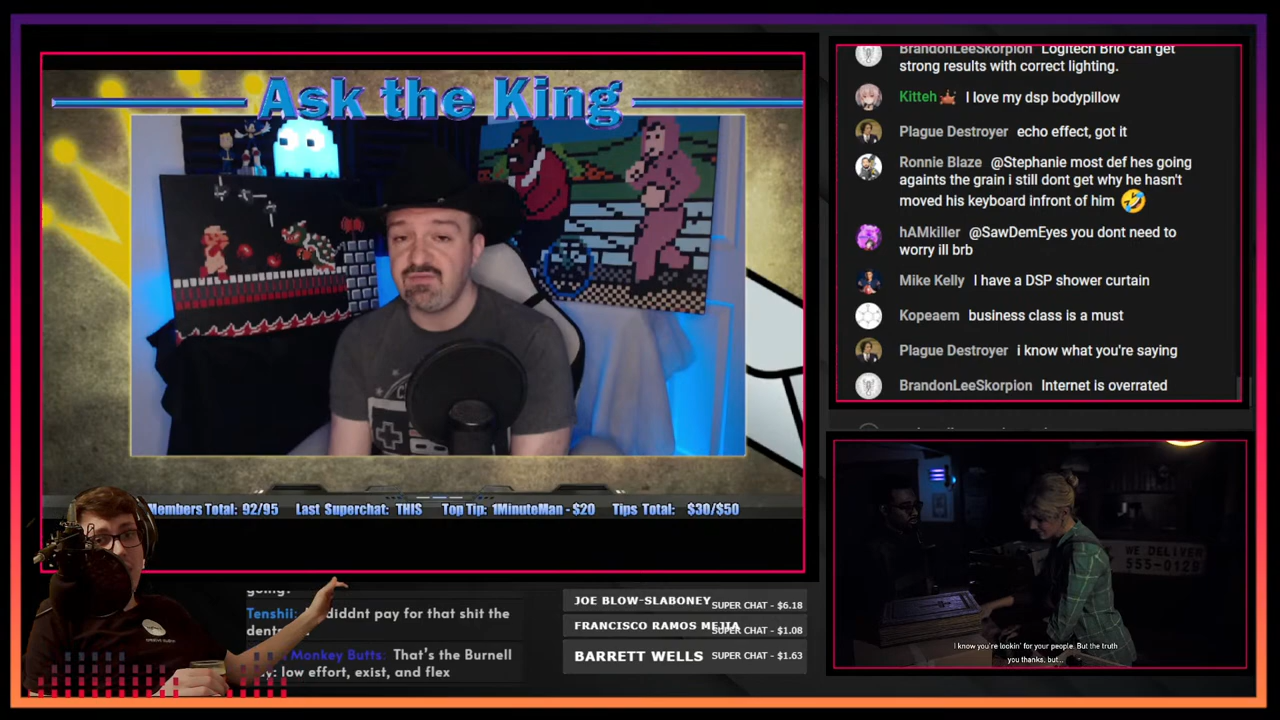 Ask the King
Members Total: 92/95 Last Superchat: THIS Top Tip: 1MinuteMan - $20 Tips Total: $30/$50
BrandonLeeSkorpion Logitech Brio can get
strong results with correct lighting.
Kitteh I love my dsp bodypillow
Plague Destroyer echo effect, got it
Ronnie Blaze @Stephanie most def hes going
againts the grain i still dont get why he hasn't
moved his keyboard infront of him 🤣
hAMkiller @SawDemEyes you dont need to
worry ill brb
Mike Kelly I have a DSP shower curtain
Kopeaem business class is a must
Plague Destroyer i know what you're saying
BrandonLeeSkorpion Internet is overrated
going?
Tenshii: diddnt pay for that shit the
Monkey Butts: That's the Burnell
low effort, exist, and flex
JOE BLOW-SLABONEY SUPER CHAT - $6.18
FRANCISCO RAMOS MEJIA SUPER CHAT - $1.08
BARRETT WELLS SUPER CHAT - $1.63
WE DELIVER
555-012
I know you're lookin' for your people. But the truth
you thanks, but...